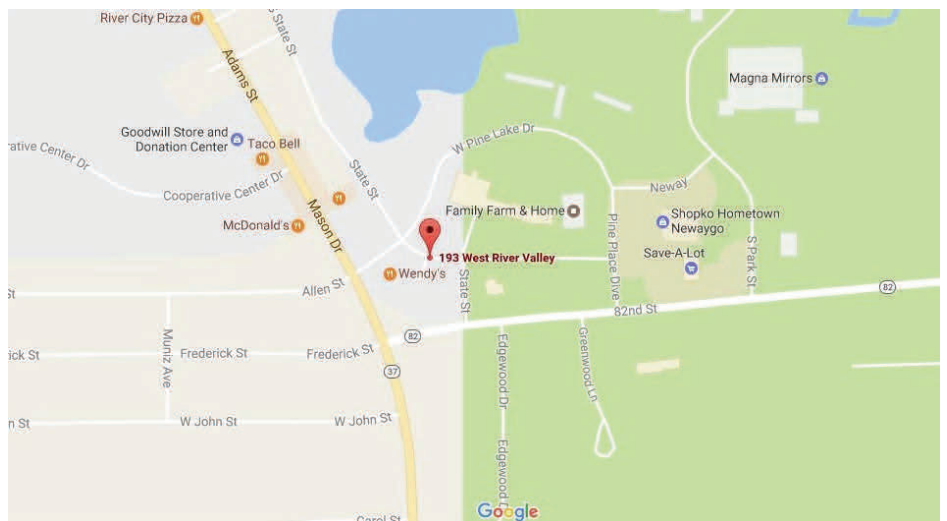 River City Pizza
S State St
Adams St
Magna Mirrors
Goodwill Store and
Donation Center
Taco Bell
W Pine Lake Dr
erative Center Dr
Cooperative Center Dr
State St
Neway
McDonald's
Mason Dr
Family Farm & Home
Shopko Hometown
Newaygo
Pine Place Dive
S Park St
193 West River Valley
Save-A-Lot
Wendy's
State St
Allen St
St
82
82nd St
82
Muniz Ave
Frederick St
Frederick St
rick St
37
Edgewood Dr
Greenwood Ln
W John St
W John St
n St
Edgewood D
Google
Carol St